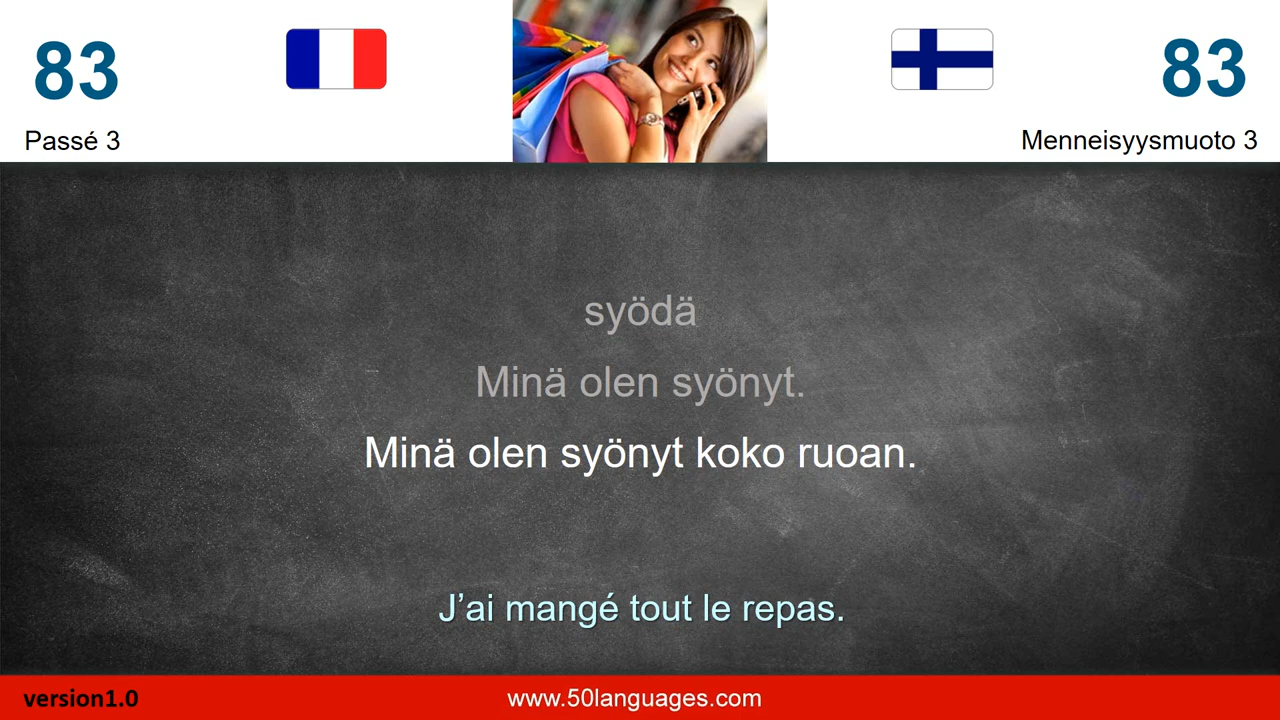 83
83
Passé 3
Menneisyysmuoto 3
syödä
Minä olen syönyt.
Minä olen syönyt koko ruoan.
J’ai mangé tout le repas.
version1.0
www.50languages.com